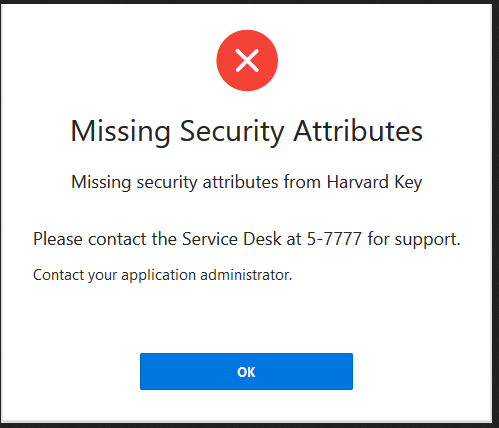 Missing Security Attributes
Missing security attributes from Harvard Key
Please contact the Service Desk at 5-7777 for support.
Contact your application administrator.
OK